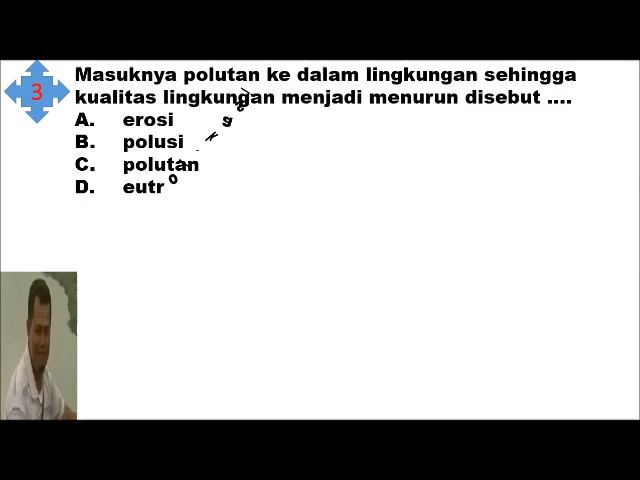 3
Masuknya polutan ke dalam lingkungan sehingga
kualitas lingkungan menjadi menurun disebut ....
A. erosi
B. polusi
C. polutan
D. eutr